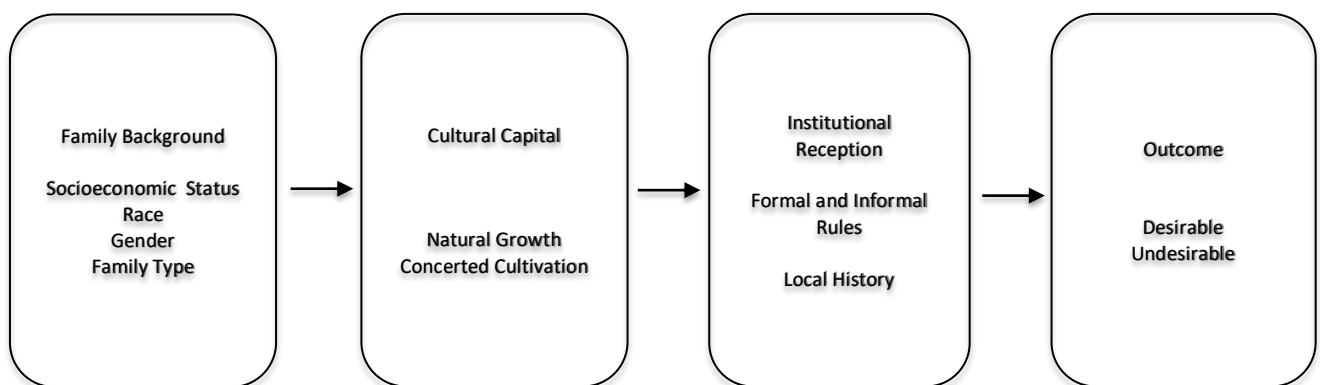 Family Background
Socioeconomic Status
Race
Gender
Family Type
Cultural Capital
Natural Growth
Concerted Cultivation
Institutional
Reception
Formal and Informal
Rules
Local History
Outcome
Desirable
Undesirable